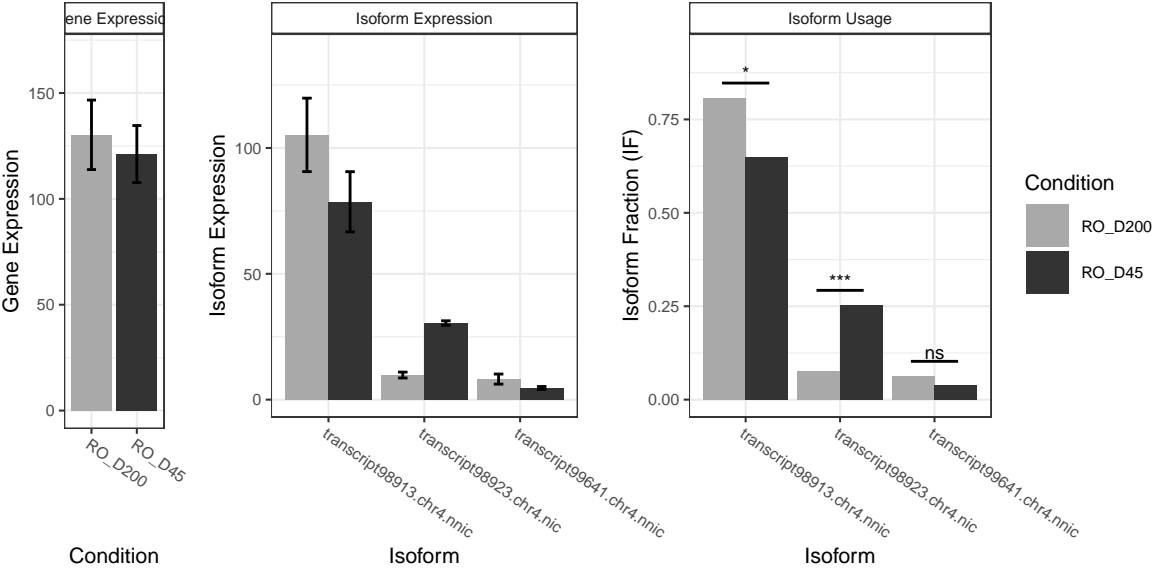 ene Expressio
Gene Expression
150
100
50
0
RO_D200
RO_D45
Condition
Isoform Expression
Isoform Expression
100
50
0
transcript98913.chr4.nnic
transcript98923.chr4.nic
transcript99641.chr4.nnic
Isoform
Isoform Usage
Isoform Fraction (IF)
0.75
0.50
0.25
0.00
*
***
ns
transcript98913.chr4.nnic
transcript98923.chr4.nic
transcript99641.chr4.nnic
Isoform
Condition
RO_D200
RO_D45